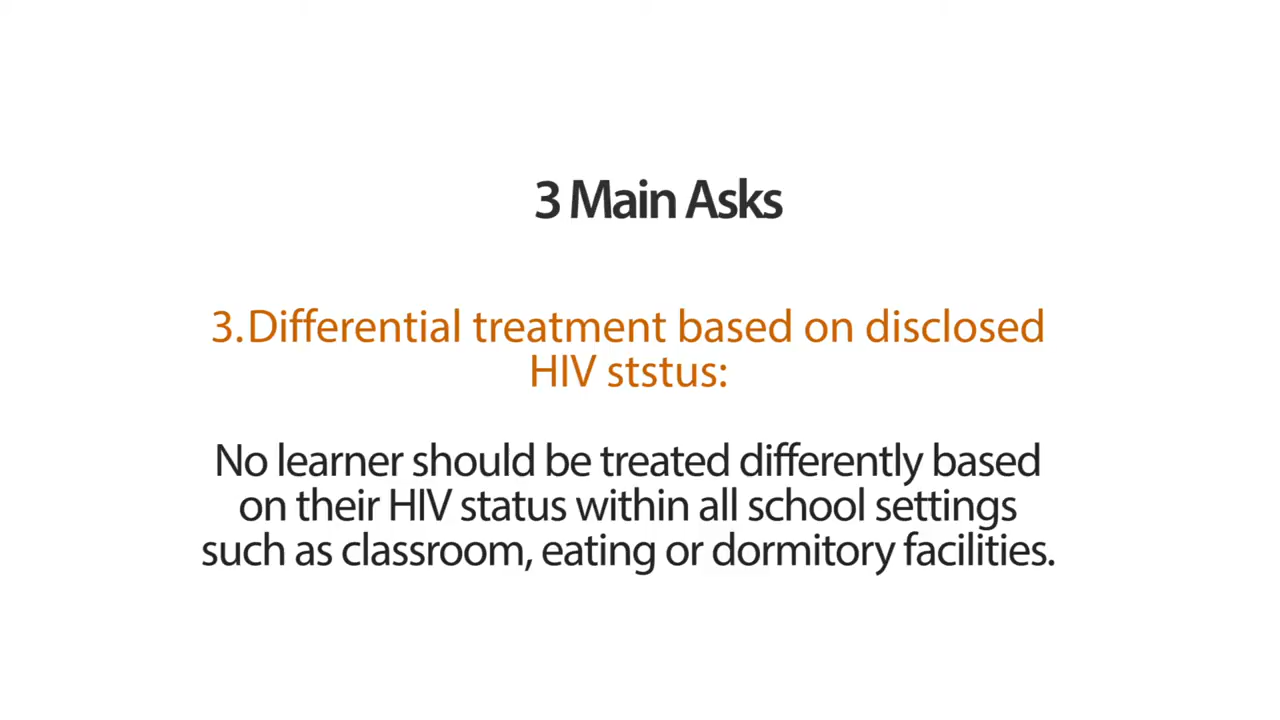 3 Main Asks
3. Differential treatment based on disclosed
HIV ststus:
No learner should be treated differently based
on their HIV status within all school settings
such as classroom, eating or dormitory facilities.